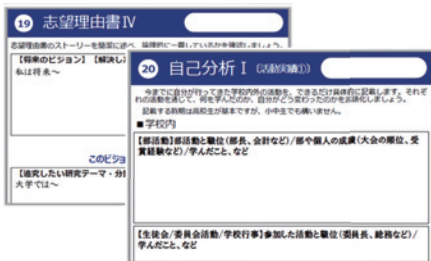 19 志望理由書Ⅳ
志望理由書のストーリーを簡潔に述べ、論理的に一貫しているかを確認しましょう。
【将来のビジョン】【解決し
私は将来～
このビジ
【追究したい研究テーマ・分
大学では～
20 自己分析Ⅰ (活動実績①)
今までに自分が行ってきた学校内外の活動を、できるだけ具体的に記載します。それぞ
れの活動を通じて、何を学んだのか、自分がどう変わったのかを言語化しましょう。
記載する時期は高校生が基本ですが、小中生でも構いません。
■学校内
【部活動】部活動と職位(部長、会計など)/部や個人の成績(大会の順位、受
賞経験など)/学んだこと、など
【生徒会/委員会活動/学校行事】参加した活動と職位(委員長、総務など)/
学んだこと、など